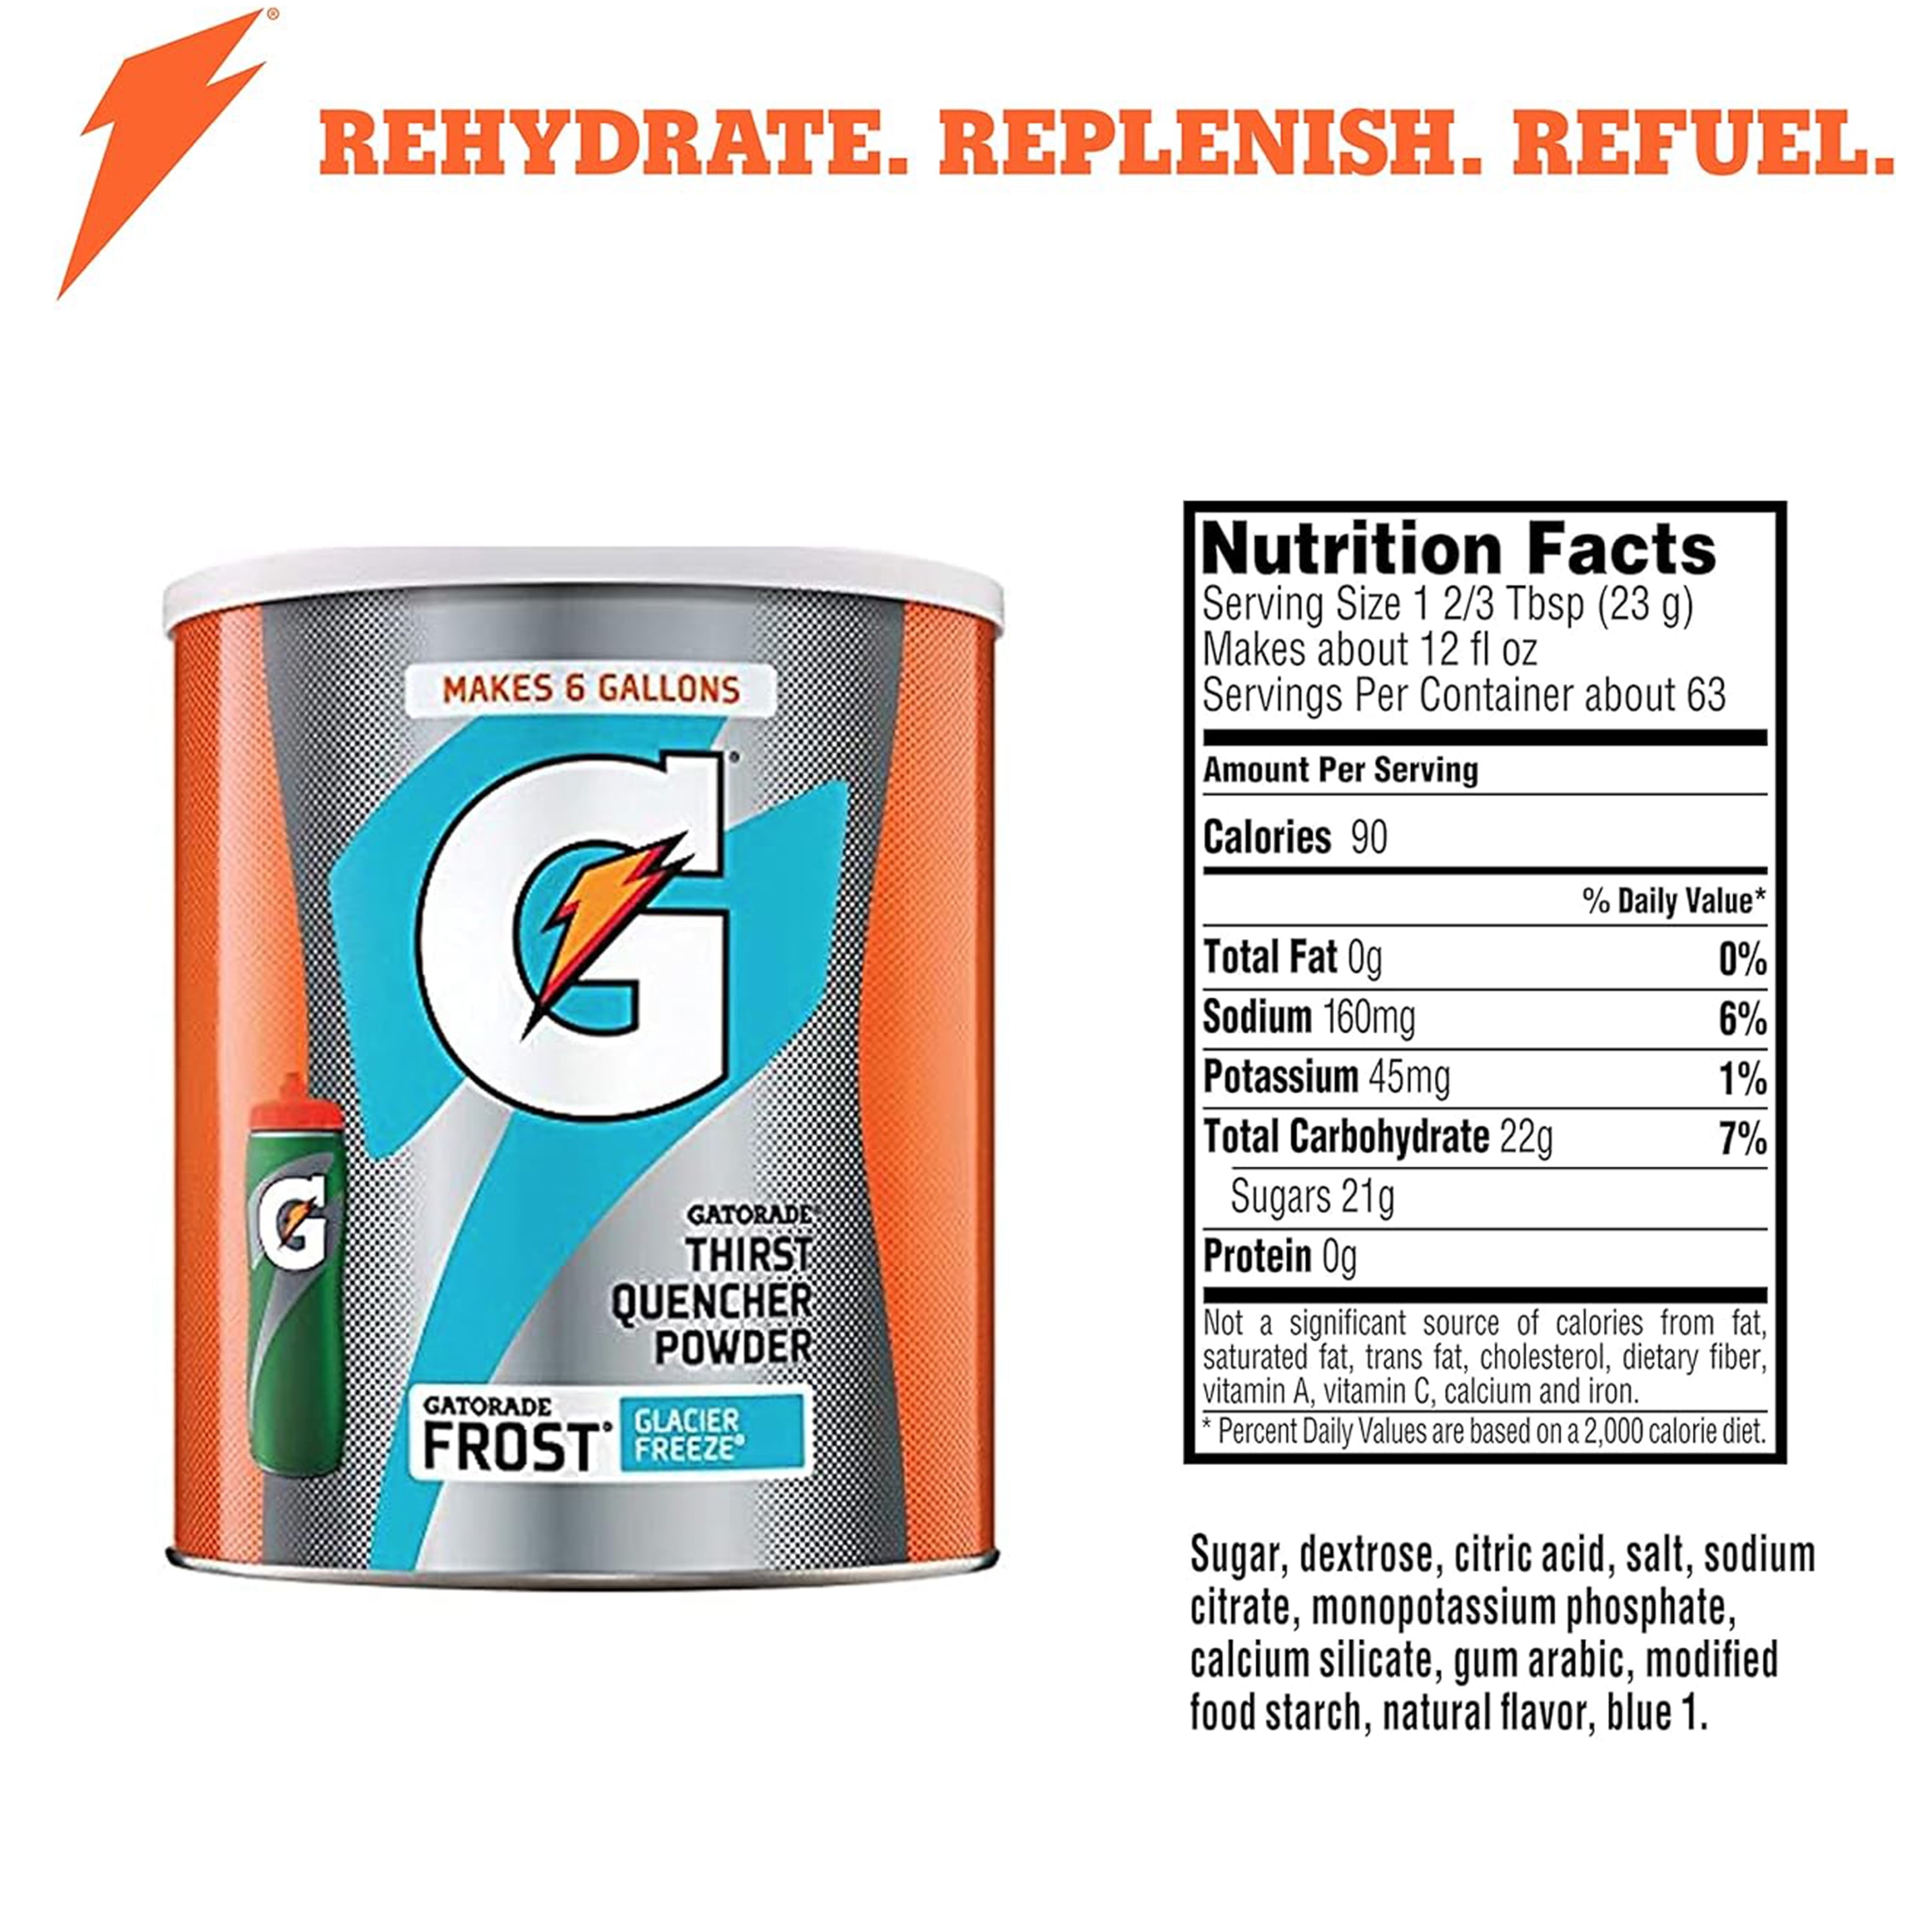 REHYDRATE. REPLENISH. REFUEL.
MAKES 6 GALLONS
G
G
GATORADE
THIRST
QUENCHER
POWDER
GATORADE
FROST
GLACIER
FREEZE®
Nutrition Facts
Serving Size 1 2/3 Tbsp (23 g)
Makes about 12 fl oz
Servings Per Container about 63
Amount Per Serving
Calories 90
% Daily Value*
Total Fat 0g 0%
Sodium 160mg 6%
Potassium 45mg 1%
Total Carbohydrate 22g 7%
Sugars 21g
Protein 0g
Not a significant source of calories from fat,
saturated fat, trans fat, cholesterol, dietary fiber,
vitamin A, vitamin C, calcium and iron.
* Percent Daily Values are based on a 2,000 calorie diet.
Sugar, dextrose, citric acid, salt, sodium
citrate, monopotassium phosphate,
calcium silicate, gum arabic, modified
food starch, natural flavor, blue 1.